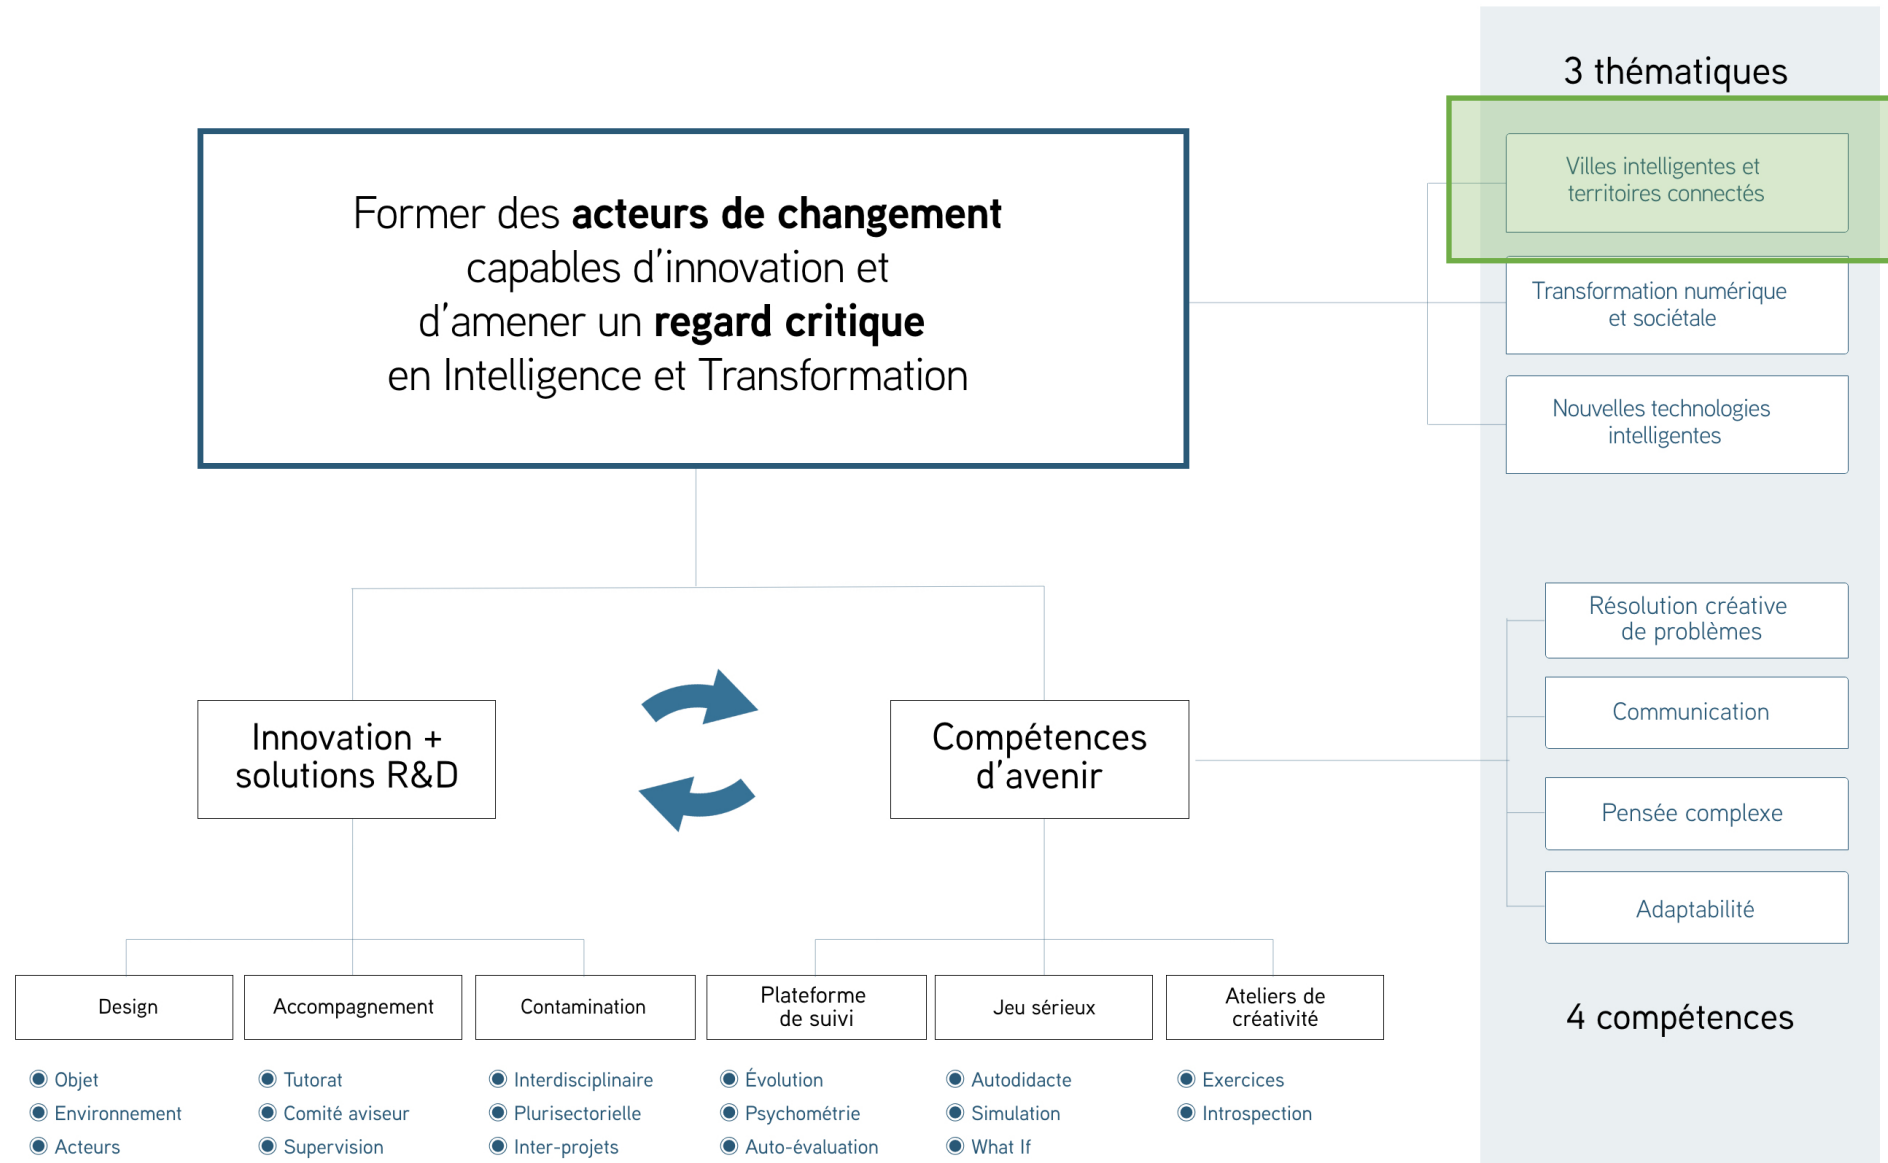 3 thématiques
Villes intelligentes et
territoires connectés
Former des acteurs de changement
capables d’innovation et
d’amener un regard critique
en Intelligence et Transformation
Transformation numérique
et sociétale
Nouvelles technologies
intelligentes
Résolution créative
de problèmes
Communication
Pensée complexe
Adaptabilité
4 compétences
Innovation +
solutions R&D
Compétences
d’avenir
Design
Objet
Environnement
Acteurs
Accompagnement
Tutorat
Comité aviseur
Supervision
Contamination
Interdisciplinaire
Plurisectorielle
Inter-projets
Plateforme
de suivi
Évolution
Psychométrie
Auto-évaluation
Jeu sérieux
Autodidacte
Simulation
What If
Ateliers de
créativité
Exercices
Introspection